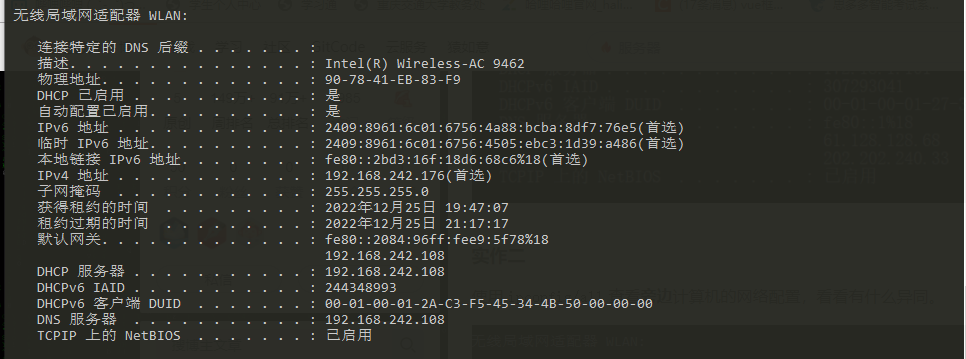 无线局域网适配器 WLAN:
连接特定的 DNS 后缀 . . . . . . . :
描述. . . . . . . . . . . . . . . : Intel(R) Wireless-AC 9462
物理地址. . . . . . . . . . . . . : 90-78-41-EB-83-F9
DHCP 已启用 . . . . . . . . . . . : 是
自动配置已启用. . . . . . . . . . : 是
IPv6 地址 . . . . . . . . . . . . : 2409:8961:6c01:6756:4a88:bcba:8df7:76e5(首选)
临时 IPv6 地址. . . . . . . . . . : 2409:8961:6c01:6756:4505:ebc3:1d39:a486(首选)
本地链接 IPv6 地址. . . . . . . . : fe80::2bd3:16f:18d6:68c6%18(首选)
IPv4 地址 . . . . . . . . . . . . : 192.168.242.176(首选)
子网掩码  . . . . . . . . . . . . : 255.255.255.0
获得租约的时间  . . . . . . . . . : 2022年12月25日 19:47:07
租约过期的时间  . . . . . . . . . : 2022年12月25日 21:17:17
默认网关. . . . . . . . . . . . . : fe80::2084:96ff:fee9:5f78%18
192.168.242.108
DHCP 服务器 . . . . . . . . . . . : 192.168.242.108
DHCPv6 IAID . . . . . . . . . . . : 244348993
DHCPv6 客户端 DUID  . . . . . . . : 00-01-00-01-2A-C3-F5-45-34-4B-50-00-00-00
DNS 服务器  . . . . . . . . . . . : 192.168.242.108
TCPIP 上的 NetBIOS  . . . . . . . : 已启用